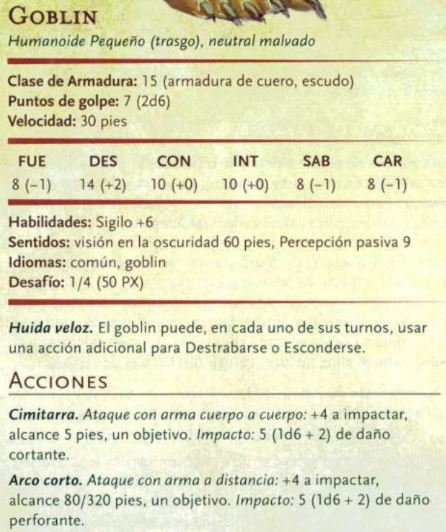 GOBLIN
Humanoide Pequeño (trasgo), neutral malvado
Clase de Armadura: 15 (armadura de cuero, escudo)
Puntos de golpe: 7 (2d6)
Velocidad: 30 pies
FUE DES CON INT SAB CAR
8 (−1) 14 (+2) 10 (+0) 10 (+0) 8 (−1) 8 (−1)
Habilidades: Sigilo +6
Sentidos: visión en la oscuridad 60 pies, Percepción pasiva 9
Idiomas: común, goblin
Desafío: 1/4 (50 PX)
Huida veloz. El goblin puede, en cada uno de sus turnos, usar
una acción adicional para Destrabarse o Esconderse.
ACCIONES
Cimitarra. Ataque con arma cuerpo a cuerpo: +4 a impactar,
alcance 5 pies, un objetivo. Impacto: 5 (1d6 + 2) de daño
cortante.
Arco corto. Ataque con arma a distancia: +4 a impactar,
alcance 80/320 pies, un objetivo. Impacto: 5 (1d6 + 2) de daño
perforante.